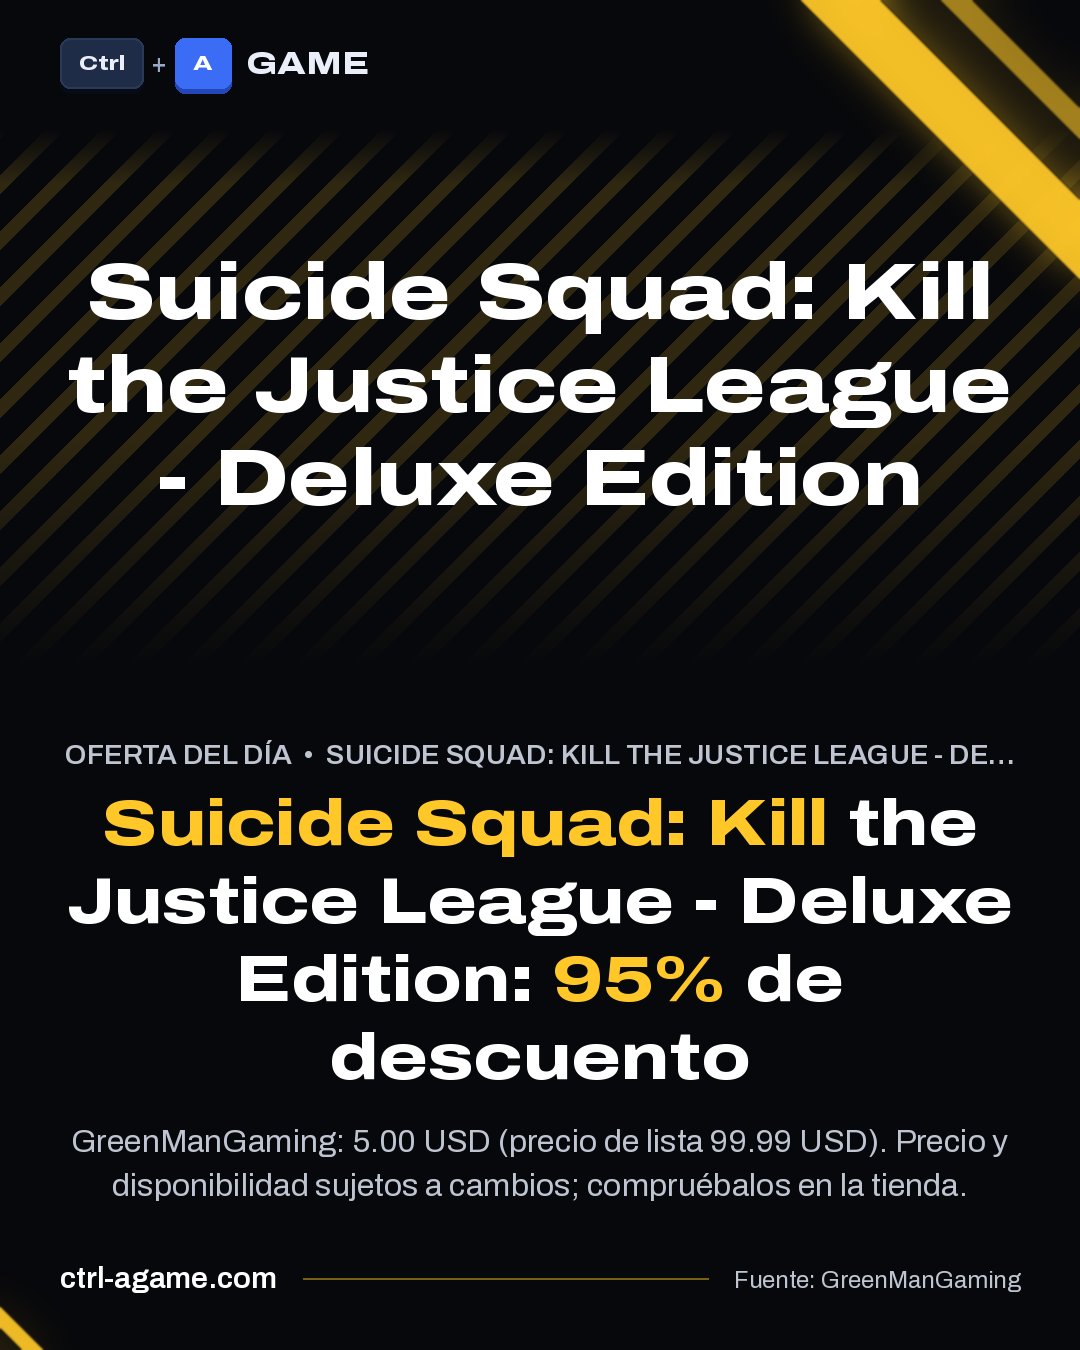 Ctrl + A GAME
Suicide Squad: Kill
the Justice League
- Deluxe Edition
OFERTA DEL DÍA • SUICIDE SQUAD: KILL THE JUSTICE LEAGUE - DE...
Suicide Squad: Kill the
Justice League - Deluxe
Edition: 95% de
descuento
GreenManGaming: 5.00 USD (precio de lista 99.99 USD). Precio y
disponibilidad sujetos a cambios; compruébalos en la tienda.
ctrl-agame.com
Fuente: GreenManGaming